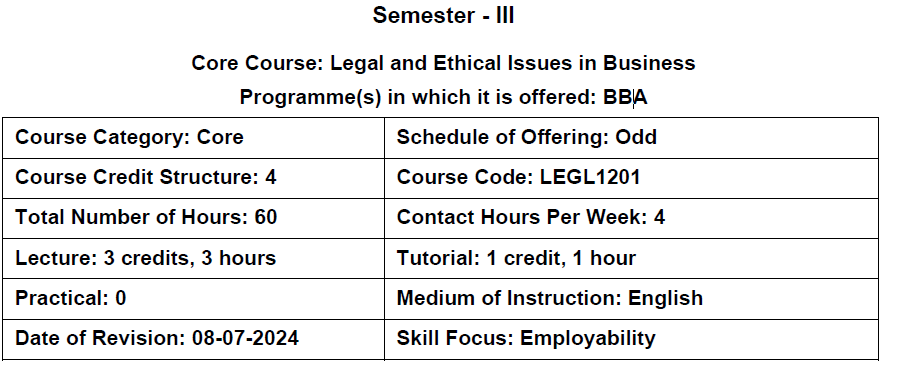 Semester - III
Core Course: Legal and Ethical Issues in Business
Programme(s) in which it is offered: BBA
Course Category: Core
Schedule of Offering: Odd
Course Credit Structure: 4
Course Code: LEGL1201
Total Number of Hours: 60
Contact Hours Per Week: 4
Lecture: 3 credits, 3 hours
Tutorial: 1 credit, 1 hour
Practical: 0
Medium of Instruction: English
Date of Revision: 08-07-2024
Skill Focus: Employability